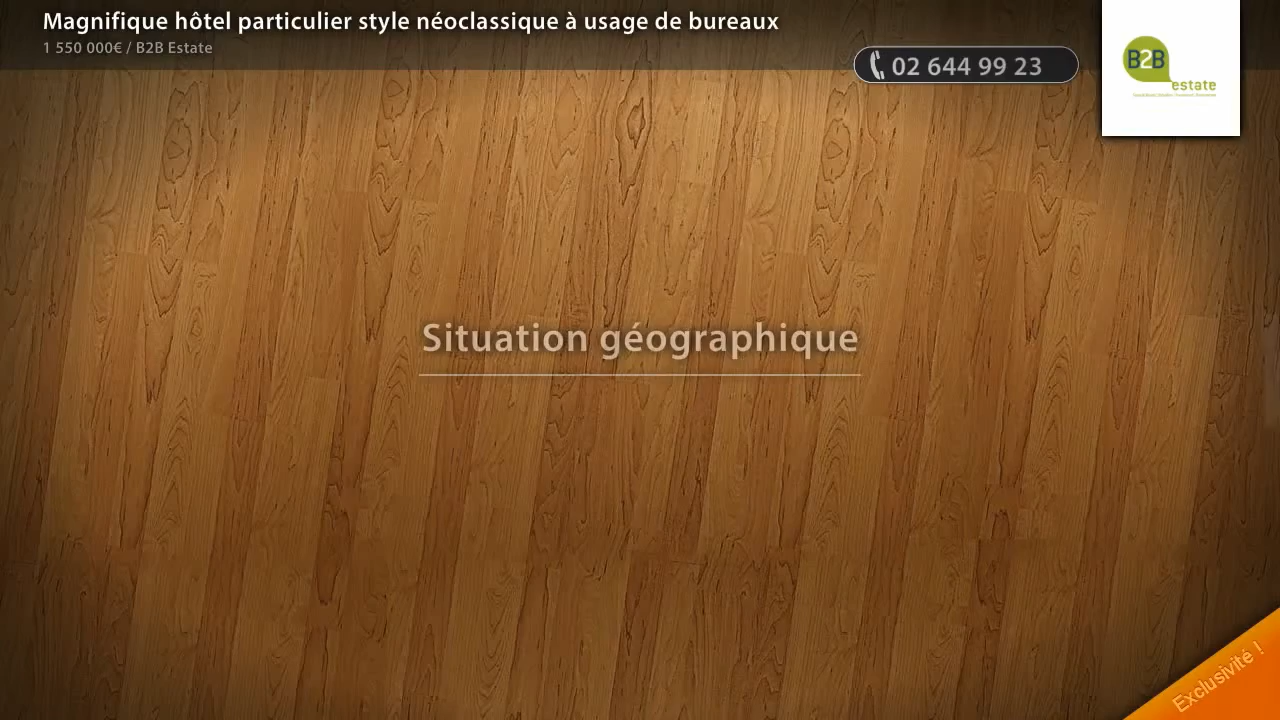 Magnifique hôtel particulier style néoclassique à usage de bureaux
1 550 000€ / B2B Estate
02 644 99 23
B2B
estate
Situation géographique
Exclusivité !